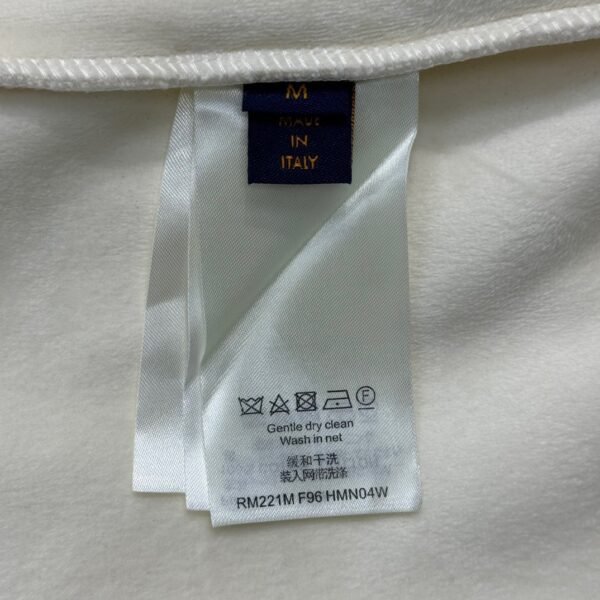 M
MADE
IN
ITALY
F
Gentle dry clean
Wash in net
缓和干洗
装入网帘洗涤
RM221M F96 HMN04W